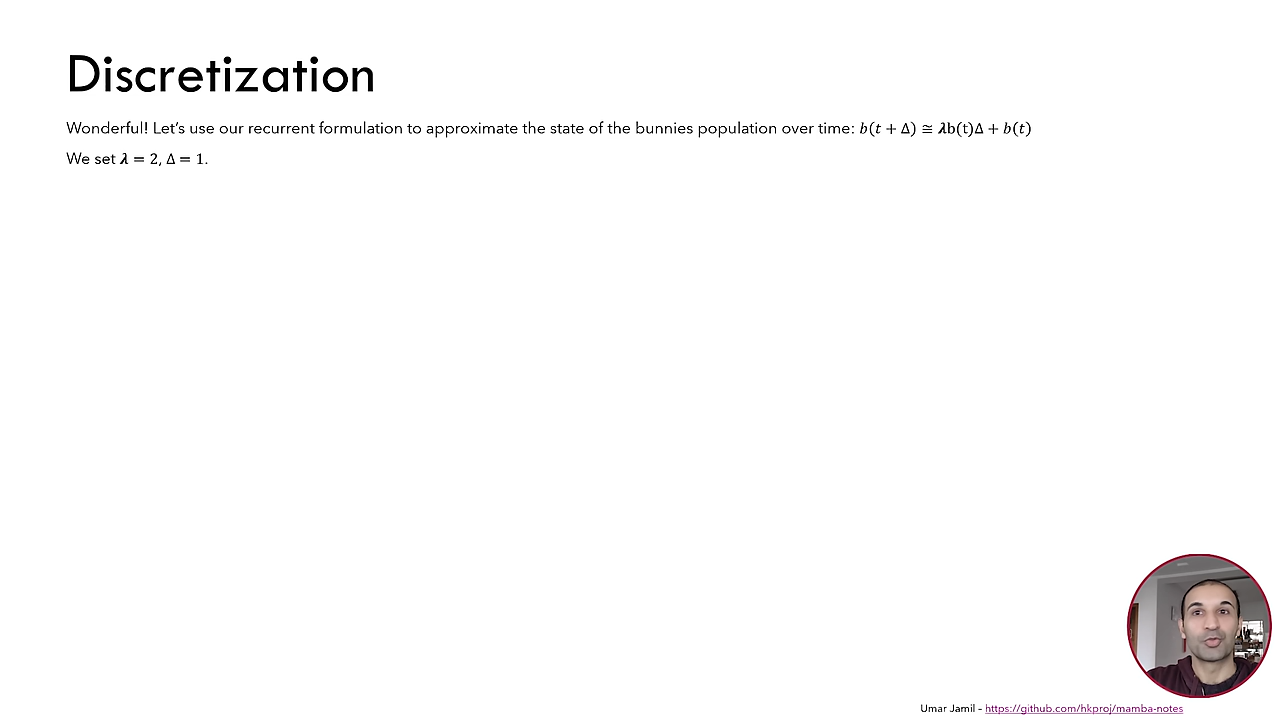 Discretization
Wonderful! Let’s use our recurrent formulation to approximate the state of the bunnies population over time: b(t + Δ) ≅ λb(t)Δ + b(t)
We set λ = 2, Δ = 1.
Umar Jamil – https://github.com/hkproj/mamba-notes